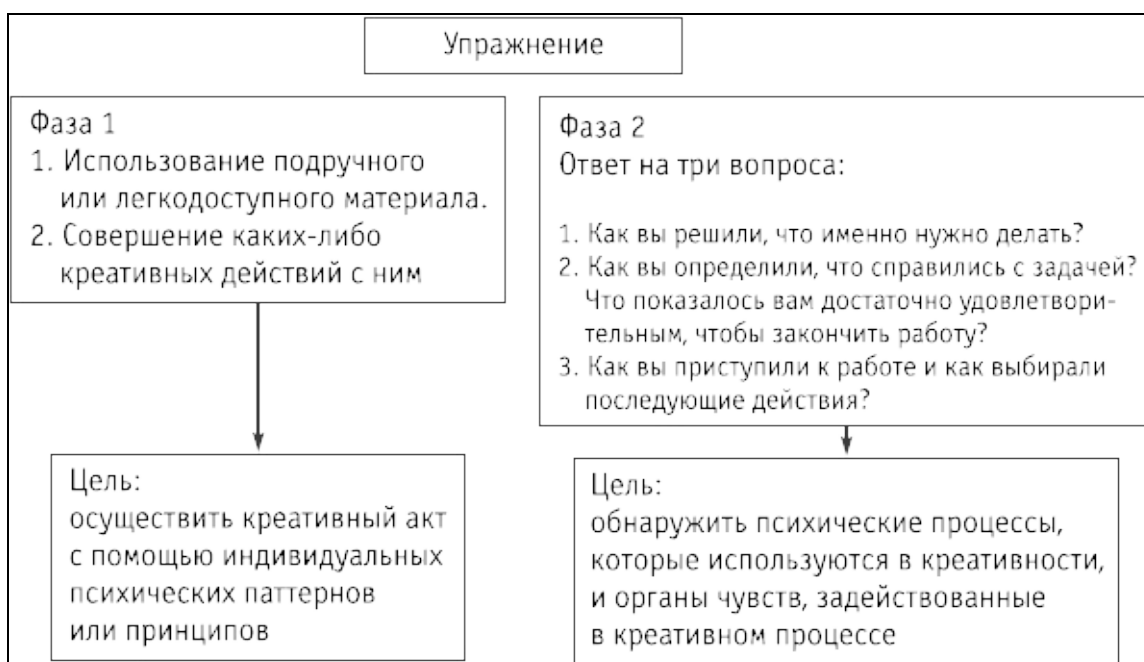 Упражнение
Фаза 1
1. Использование подручного
или легкодоступного материала.
2. Совершение каких-либо
креативных действий с ним
Фаза 2
Ответ на три вопроса:
1. Как вы решили, что именно нужно делать?
2. Как вы определили, что справились с задачей?
Что показалось вам достаточно удовлетвори-
тельным, чтобы закончить работу?
3. Как вы приступили к работе и как выбирали
последующие действия?
Цель:
осуществить креативный акт
с помощью индивидуальных
психических паттернов
или принципов
Цель:
обнаружить психические процессы,
которые используются в креативности,
и органы чувств, задействованные
в креативном процессе